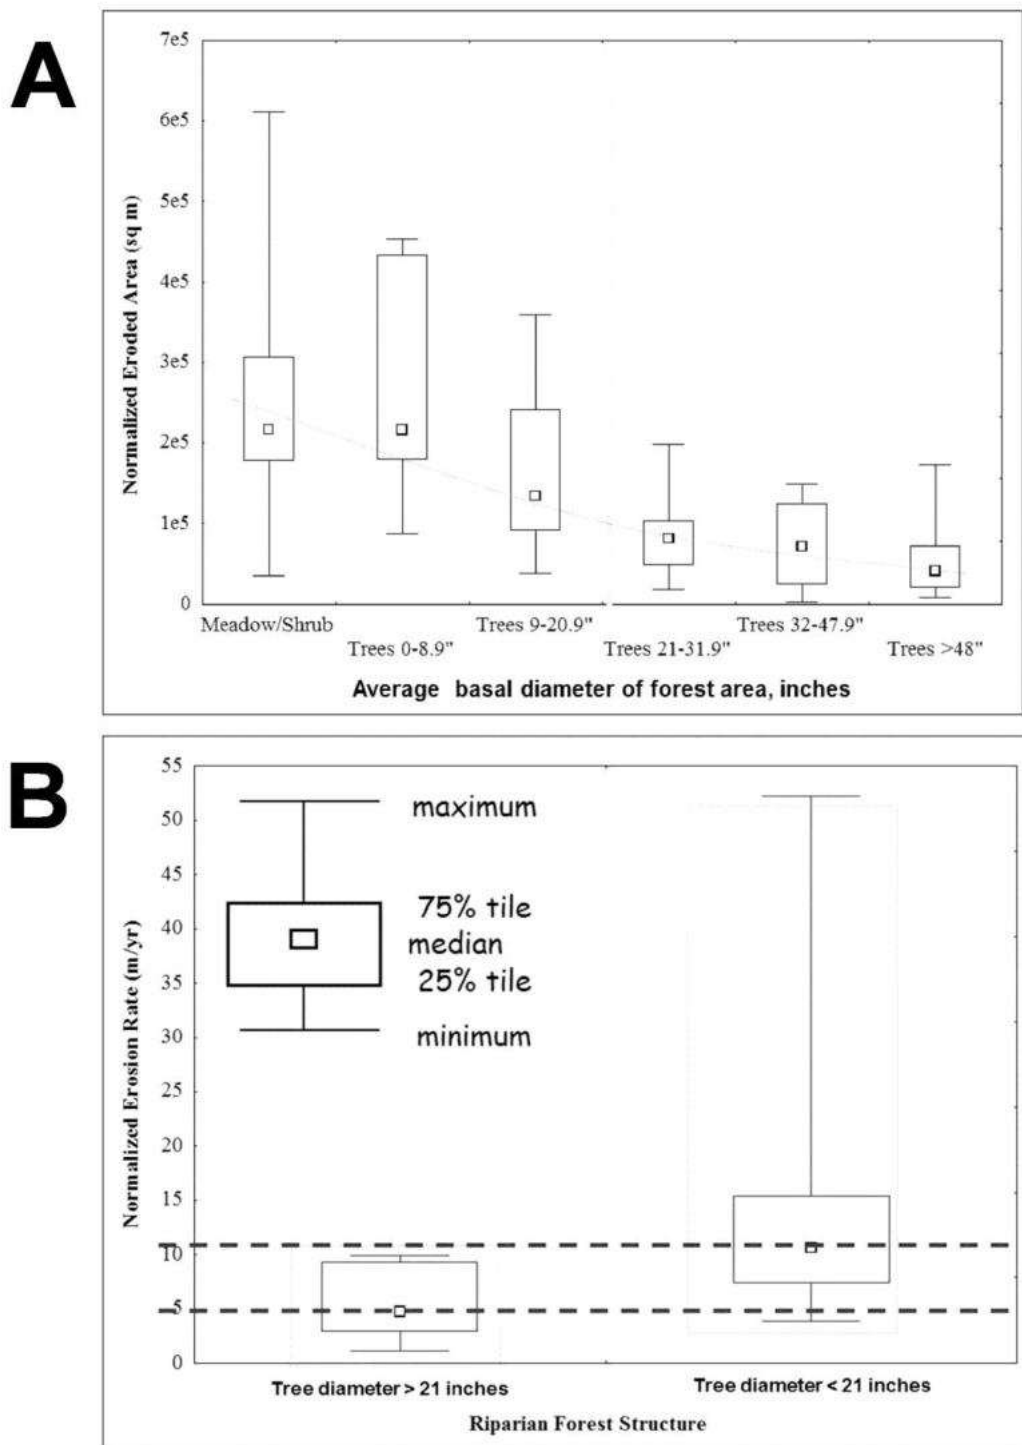 A
7e5
6e5
5e5
4e5
3e5
2e5
1e5
0
Normalized Eroded Area (sq m)
Meadow/Shrub
Trees 0-8.9"
Trees 9-20.9"
Trees 21-31.9"
Trees 32-47.9"
Trees >48"
Average basal diameter of forest area, inches
B
55
50
45
40
35
30
25
20
15
10
5
0
Normalized Erosion Rate (m/yr)
maximum
75% tile
median
25% tile
minimum
Tree diameter > 21 inches
Tree diameter < 21 inches
Riparian Forest Structure